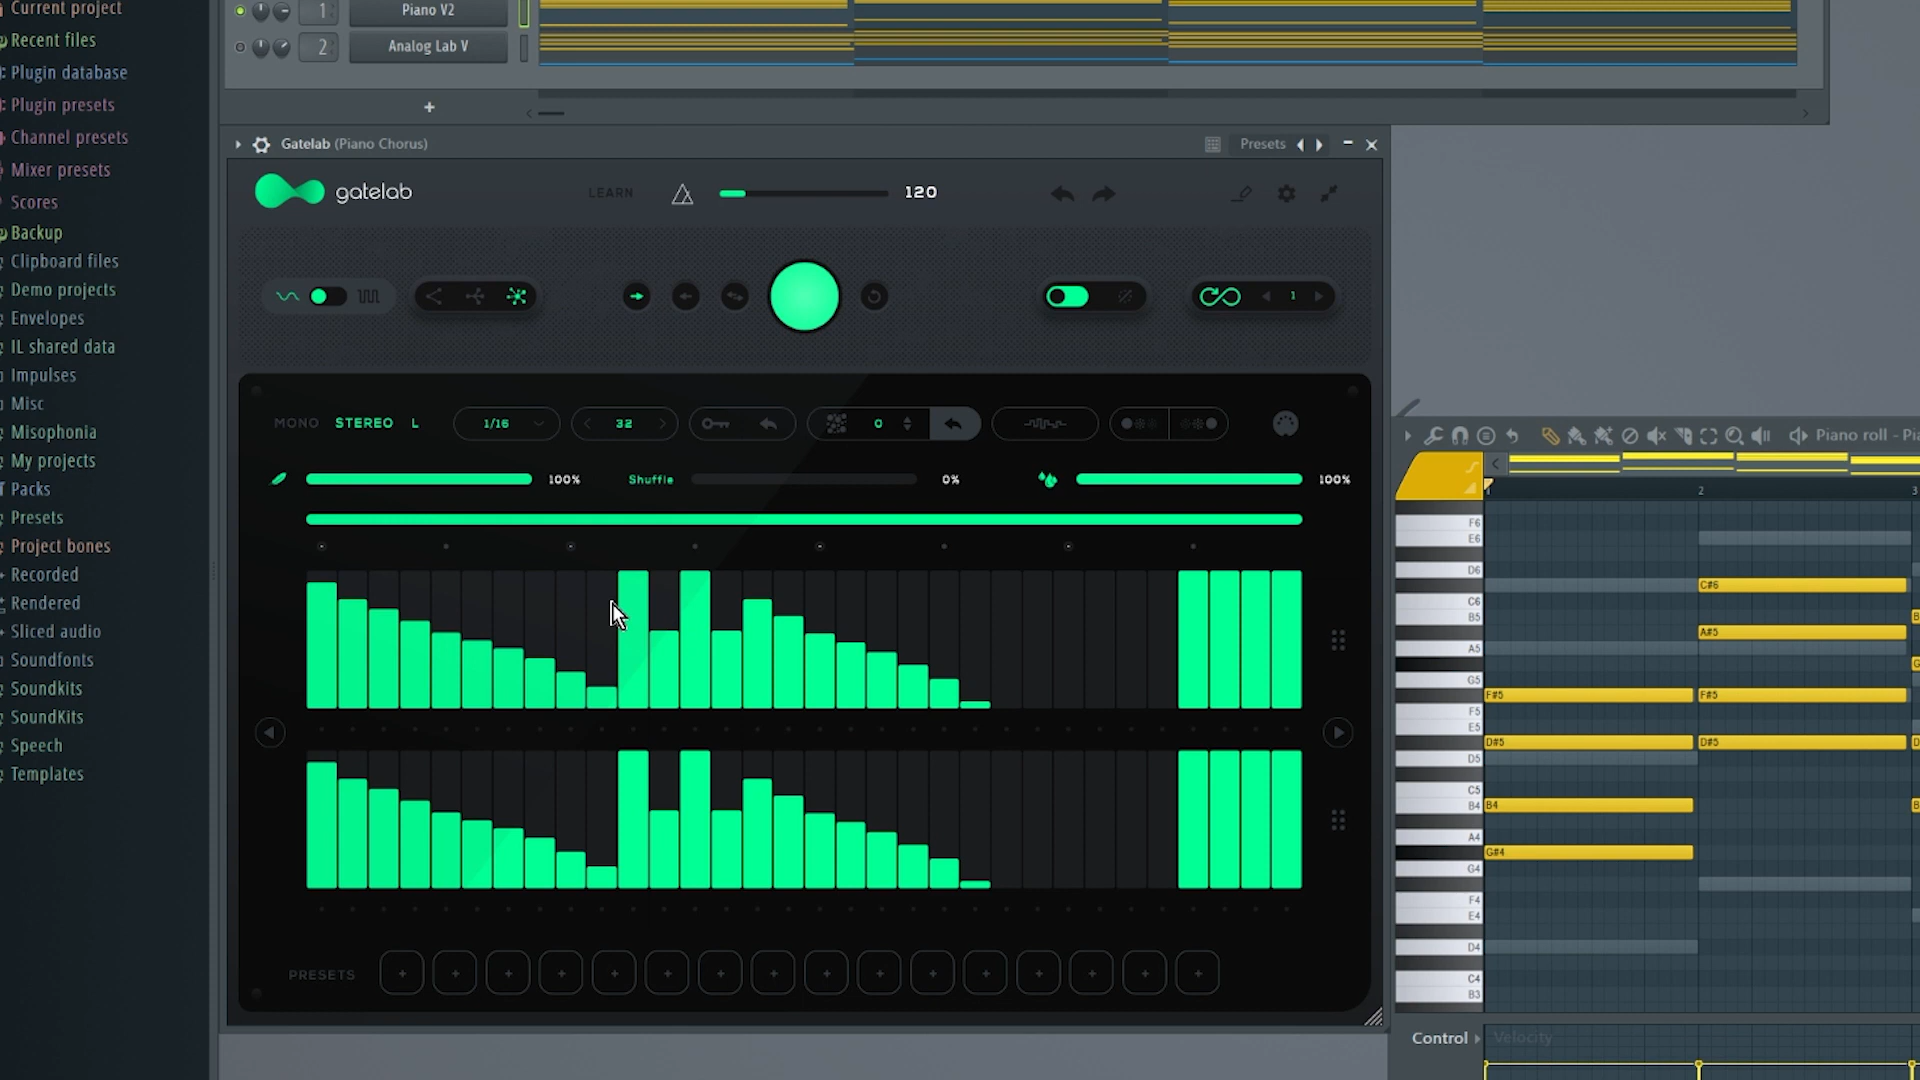 Current project
Recent files
Plugin database
Plugin presets
Channel presets
Mixer presets
Scores
Backup
Clipboard files
Demo projects
Envelopes
IL shared data
Impulses
Misc
Misophonia
My projects
Packs
Presets
Project bones
Recorded
Rendered
Sliced audio
Soundfonts
Soundkits
SoundKits
Speech
Templates
1 Piano V2
2 Analog Lab V
+
Gatelab (Piano Chorus)
Presets
gatelab
LEARN
120
1
MONO STEREO L
1/16
32
0
100%
Shuffle
0%
100%
PRESETS
+ + + + + + + + + + + + + + + +
Piano roll - Pia
1 2 3
F6
E6
D6
C6
B5
A5
G5
F5
E5
D5
C5
B4
A4
G4
F4
E4
D4
C4
B3
C#6
A#5
F#5 F#5
D#5 D#5
B4
G#4
B
G
D
B
Control
Velocity